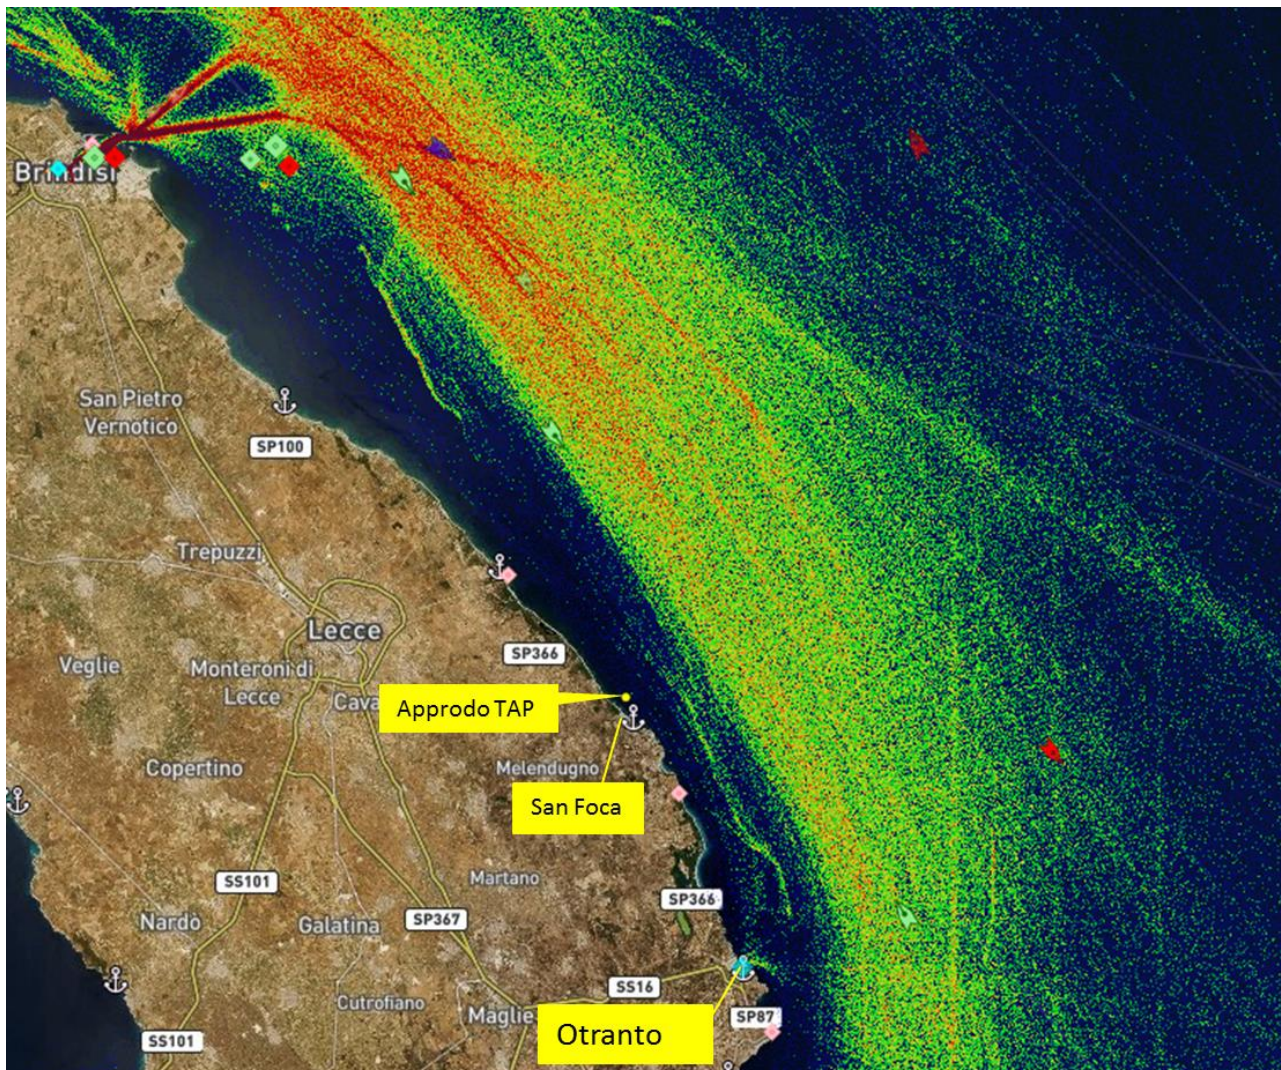 Brindisi
San Pietro
Vernotico
SP100
Trepuzzi
Lecce
SP366
Veglie
Monteroni di
Lecce
Cava
Approdo TAP
Copertino
Melendugno
San Foca
SS101
Martano
SP366
Nardò
Galatina
SP367
SS16
Cutrofiano
Maglie
SP87
Otranto
SS101